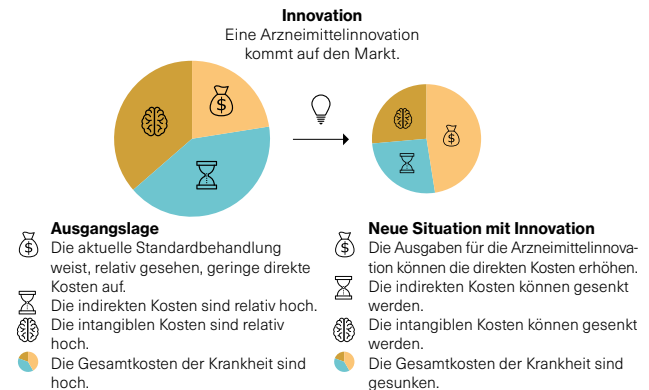 Innovation
Eine Arzneimittelinnovation
kommt auf den Markt.
Ausgangslage
Die aktuelle Standardbehandlung
weist, relativ gesehen, geringe direkte
Kosten auf.
Die indirekten Kosten sind relativ hoch.
Die intangiblen Kosten sind relativ
hoch.
Die Gesamtkosten der Krankheit sind
hoch.
Neue Situation mit Innovation
Die Ausgaben für die Arzneimittelinnova-
tion können die direkten Kosten erhöhen.
Die indirekten Kosten können gesenkt
werden.
Die intangiblen Kosten können gesenkt
werden.
Die Gesamtkosten der Krankheit sind
gesunken.